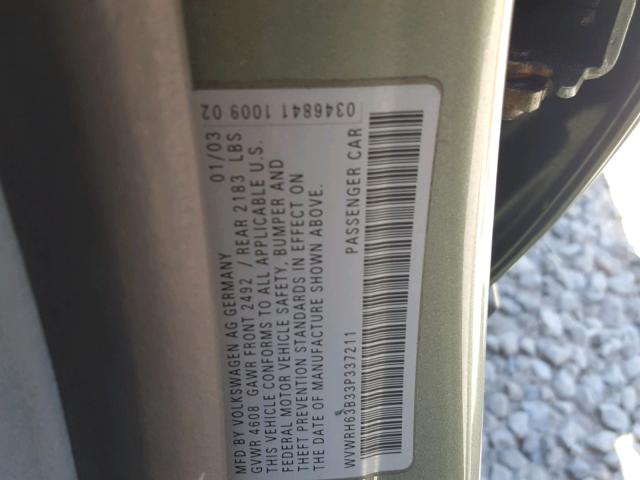 0346841 1009 02
MFD BY VOLKSWAGEN AG GERMANY 01/03
GVWR 4608 GAWR FRONT 2492 / REAR 2183 LBS
THIS VEHICLE CONFORMS TO ALL APPLICABLE U.S.
FEDERAL MOTOR VEHICLE SAFETY, BUMPER AND
THEFT PREVENTION STANDARDS IN EFFECT ON
DATE OF MANUFACTURE SHOWN ABOVE.
WVWRH63B33P337211 PASSENGER CAR